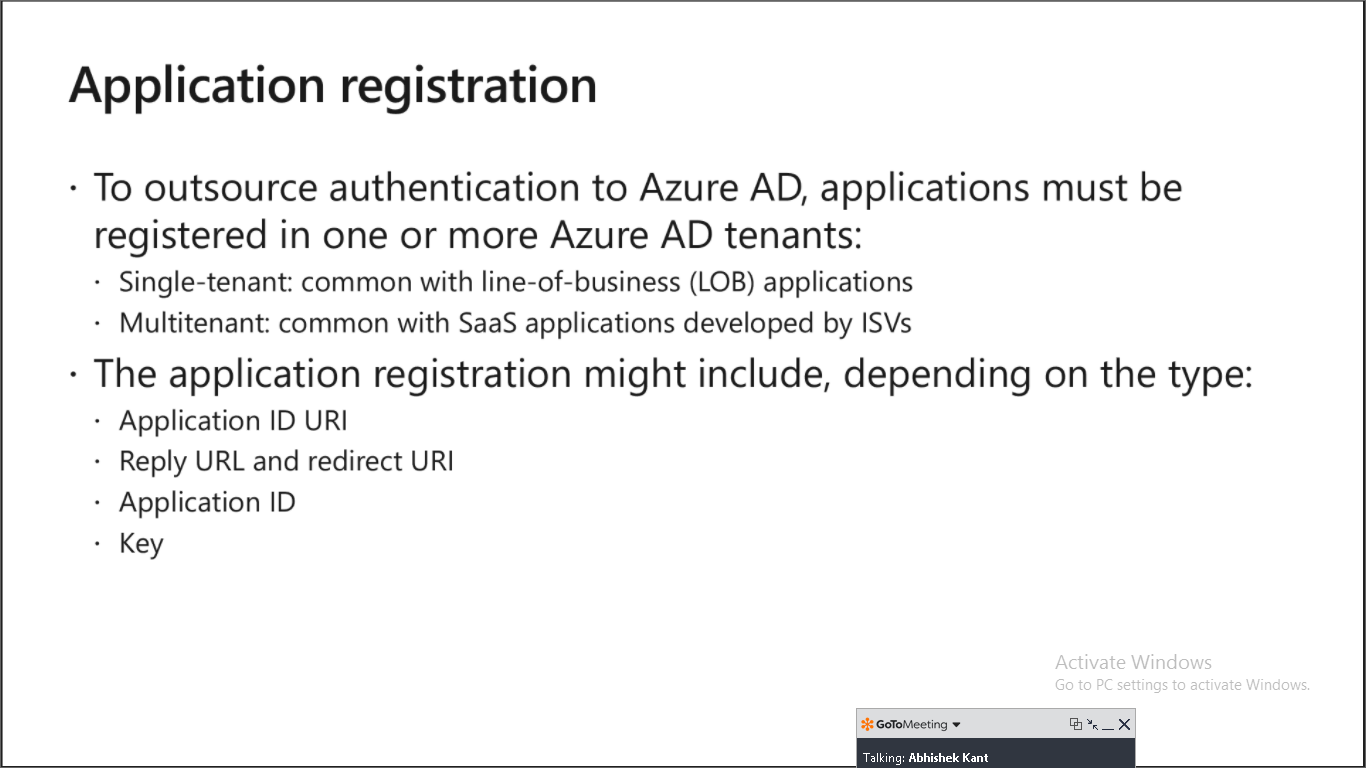 Application registration
· To outsource authentication to Azure AD, applications must be
registered in one or more Azure AD tenants:
· Single-tenant: common with line-of-business (LOB) applications
· Multitenant: common with SaaS applications developed by ISVs
· The application registration might include, depending on the type:
· Application ID URI
· Reply URL and redirect URI
· Application ID
· Key
Activate Windows
Go to PC settings to activate Windows.
GoToMeeting
Talking: Abhishek Kant